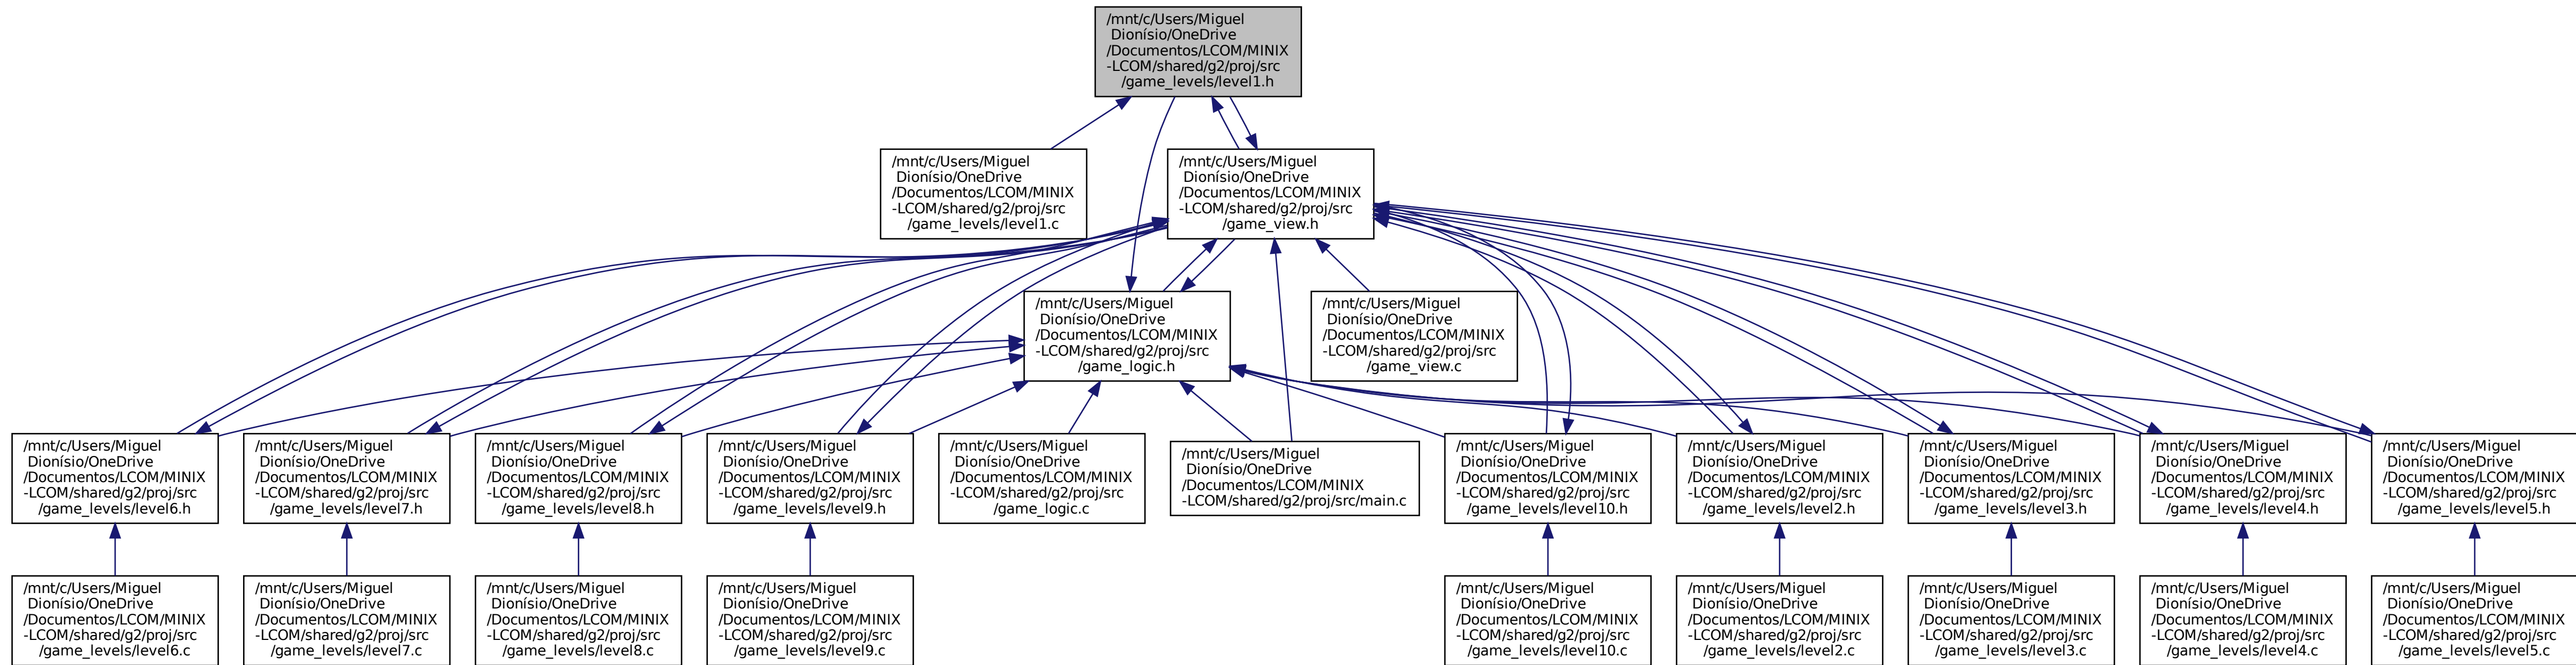 /mnt/c/Users/Miguel
Dionísio/OneDrive
/Documentos/LCOM/MINIX
-LCOM/shared/g2/proj/src
/game_levels/level1.h
/mnt/c/Users/Miguel
Dionísio/OneDrive
/Documentos/LCOM/MINIX
-LCOM/shared/g2/proj/src
/game_levels/level1.c
/mnt/c/Users/Miguel
Dionísio/OneDrive
/Documentos/LCOM/MINIX
-LCOM/shared/g2/proj/src
/game_view.h
/mnt/c/Users/Miguel
Dionísio/OneDrive
/Documentos/LCOM/MINIX
-LCOM/shared/g2/proj/src
/game_logic.h
/mnt/c/Users/Miguel
Dionísio/OneDrive
/Documentos/LCOM/MINIX
-LCOM/shared/g2/proj/src
/game_view.c
/mnt/c/Users/Miguel
Dionísio/OneDrive
/Documentos/LCOM/MINIX
-LCOM/shared/g2/proj/src
/game_levels/level6.h
/mnt/c/Users/Miguel
Dionísio/OneDrive
/Documentos/LCOM/MINIX
-LCOM/shared/g2/proj/src
/game_levels/level7.h
/mnt/c/Users/Miguel
Dionísio/OneDrive
/Documentos/LCOM/MINIX
-LCOM/shared/g2/proj/src
/game_levels/level8.h
/mnt/c/Users/Miguel
Dionísio/OneDrive
/Documentos/LCOM/MINIX
-LCOM/shared/g2/proj/src
/game_levels/level9.h
/mnt/c/Users/Miguel
Dionísio/OneDrive
/Documentos/LCOM/MINIX
-LCOM/shared/g2/proj/src
/game_logic.c
/mnt/c/Users/Miguel
Dionísio/OneDrive
/Documentos/LCOM/MINIX
-LCOM/shared/g2/proj/src/main.c
/mnt/c/Users/Miguel
Dionísio/OneDrive
/Documentos/LCOM/MINIX
-LCOM/shared/g2/proj/src
/game_levels/level10.h
/mnt/c/Users/Miguel
Dionísio/OneDrive
/Documentos/LCOM/MINIX
-LCOM/shared/g2/proj/src
/game_levels/level2.h
/mnt/c/Users/Miguel
Dionísio/OneDrive
/Documentos/LCOM/MINIX
-LCOM/shared/g2/proj/src
/game_levels/level3.h
/mnt/c/Users/Miguel
Dionísio/OneDrive
/Documentos/LCOM/MINIX
-LCOM/shared/g2/proj/src
/game_levels/level4.h
/mnt/c/Users/Miguel
Dionísio/OneDrive
/Documentos/LCOM/MINIX
-LCOM/shared/g2/proj/src
/game_levels/level5.h
/mnt/c/Users/Miguel
Dionísio/OneDrive
/Documentos/LCOM/MINIX
-LCOM/shared/g2/proj/src
/game_levels/level6.c
/mnt/c/Users/Miguel
Dionísio/OneDrive
/Documentos/LCOM/MINIX
-LCOM/shared/g2/proj/src
/game_levels/level7.c
/mnt/c/Users/Miguel
Dionísio/OneDrive
/Documentos/LCOM/MINIX
-LCOM/shared/g2/proj/src
/game_levels/level8.c
/mnt/c/Users/Miguel
Dionísio/OneDrive
/Documentos/LCOM/MINIX
-LCOM/shared/g2/proj/src
/game_levels/level9.c
/mnt/c/Users/Miguel
Dionísio/OneDrive
/Documentos/LCOM/MINIX
-LCOM/shared/g2/proj/src
/game_levels/level10.c
/mnt/c/Users/Miguel
Dionísio/OneDrive
/Documentos/LCOM/MINIX
-LCOM/shared/g2/proj/src
/game_levels/level2.c
/mnt/c/Users/Miguel
Dionísio/OneDrive
/Documentos/LCOM/MINIX
-LCOM/shared/g2/proj/src
/game_levels/level3.c
/mnt/c/Users/Miguel
Dionísio/OneDrive
/Documentos/LCOM/MINIX
-LCOM/shared/g2/proj/src
/game_levels/level4.c
/mnt/c/Users/Miguel
Dionísio/OneDrive
/Documentos/LCOM/MINIX
-LCOM/shared/g2/proj/src
/game_levels/level5.c